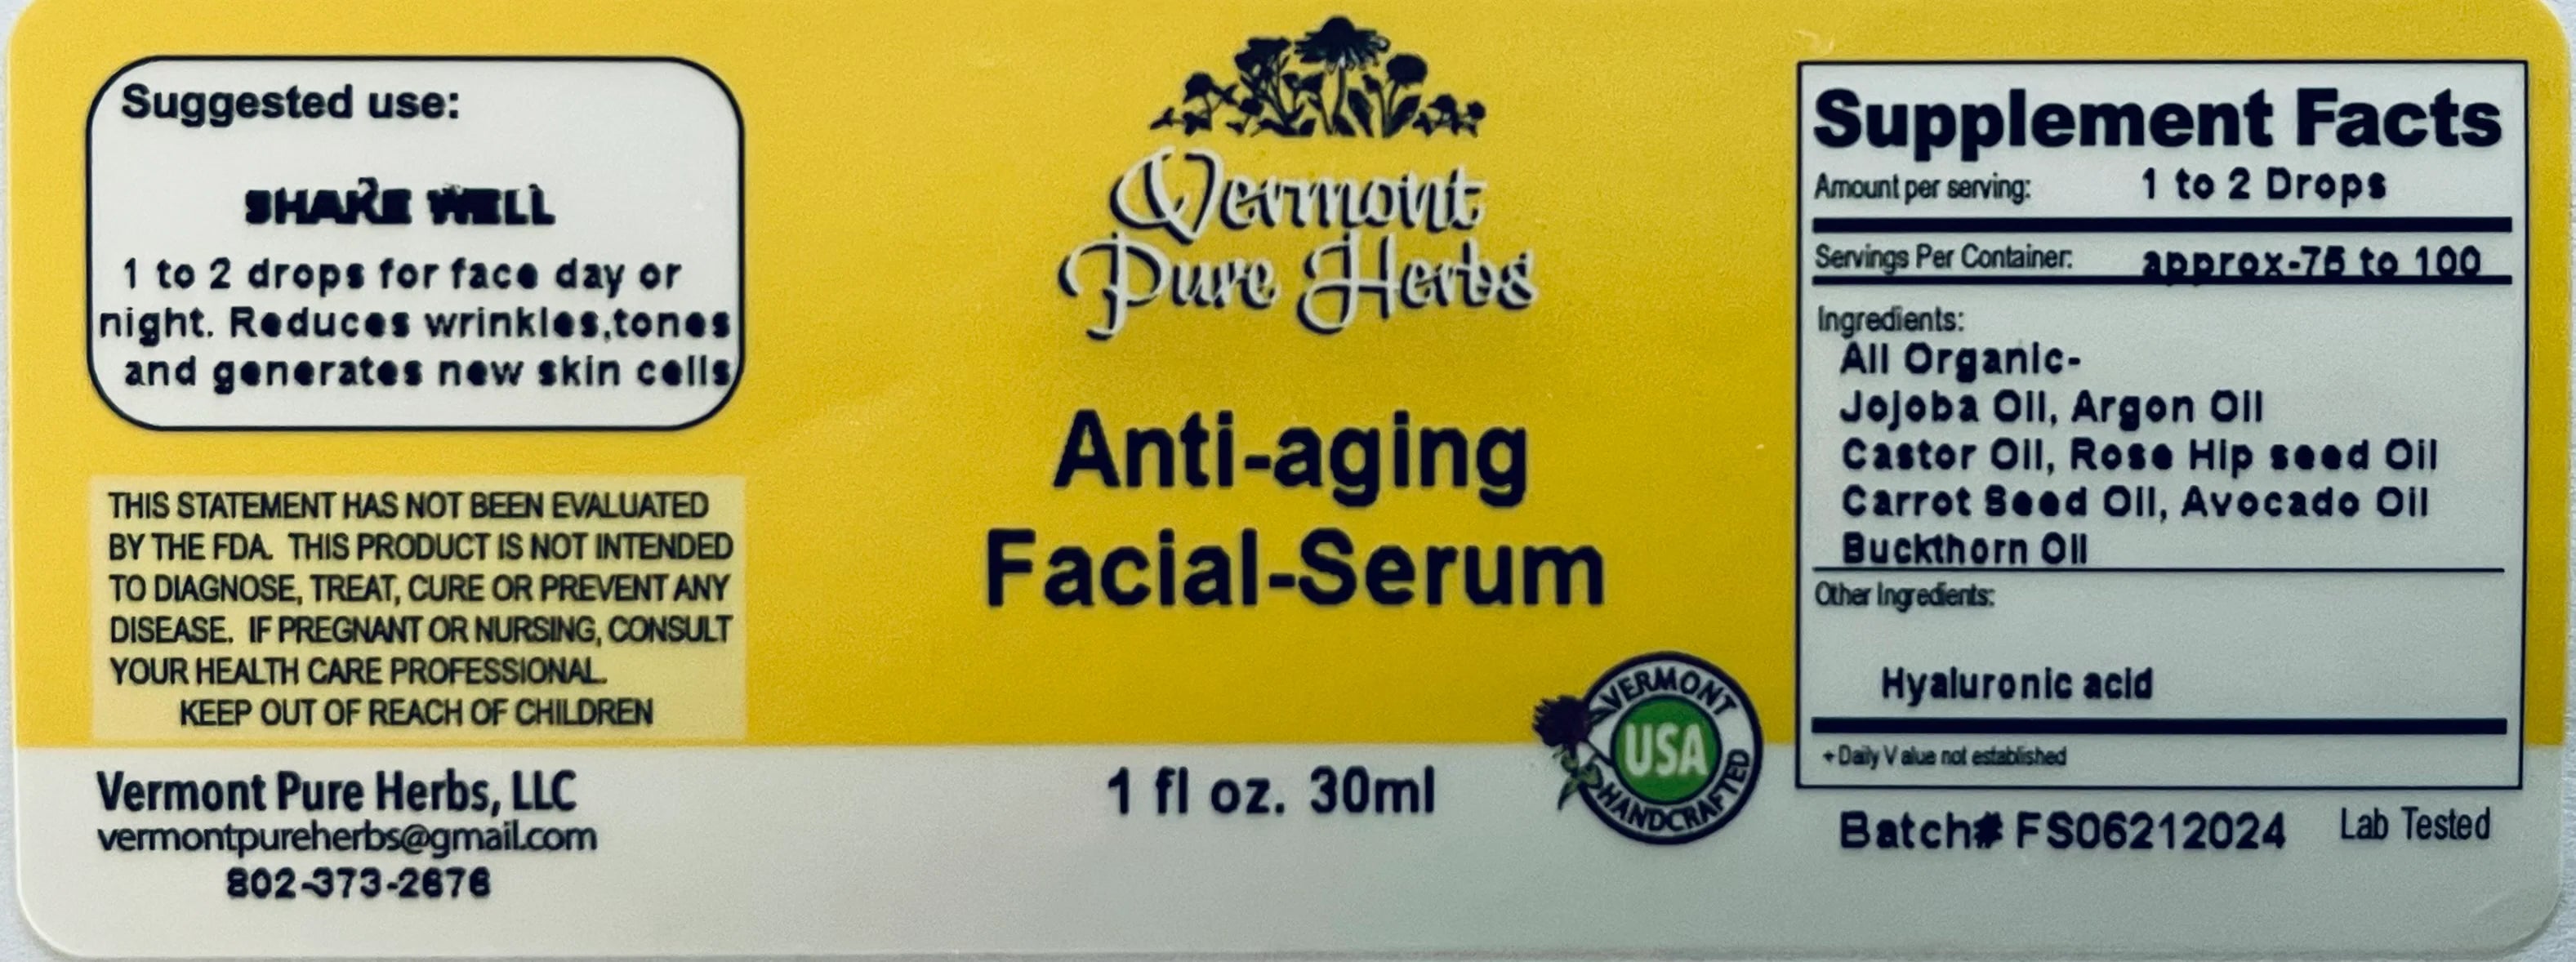 Suggested use:
SHAKE WELL
1 to 2 drops for face day or
night. Reduces wrinkles,tones
and generates new skin cells
THIS STATEMENT HAS NOT BEEN EVALUATED
BY THE FDA. THIS PRODUCT IS NOT INTENDED
TO DIAGNOSE, TREAT, CURE OR PREVENT ANY
DISEASE. IF PREGNANT OR NURSING, CONSULT
YOUR HEALTH CARE PROFESSIONAL.
KEEP OUT OF REACH OF CHILDREN
Vermont Pure Herbs, LLC
vermontpureherbs@gmail.com
802-373-2676
Vermont
Pure Herbs
Anti-aging
Facial-Serum
1 fl oz. 30ml
VERMONT
USA
HANDCRAFTED
Supplement Facts
Amount per serving: 1 to 2 Drops
Servings Per Container: approx-75 to 100
Ingredients:
All Organic-
Jojoba Oil, Argon Oil
Castor Oil, Rose Hip seed Oil
Carrot Seed Oil, Avocado Oil
Buckthorn Oil
Other Ingredients:
Hyaluronic acid
+ Daily Value not established
Batch# FS06212024 Lab Tested